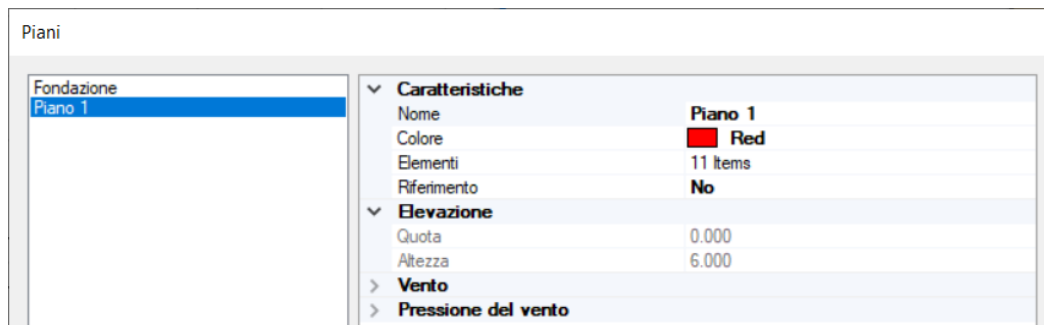 Piani
Fondazione
Piano 1
Caratteristiche
Nome Piano 1
Colore Red
Elementi 11 Items
Riferimento No
Elevazione
Quota 0.000
Altezza 6.000
Vento
Pressione del vento